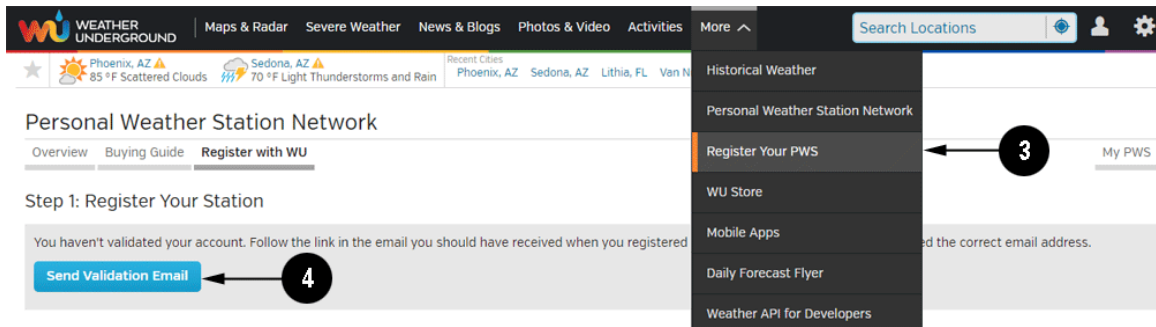 WEATHER
UNDERGROUND
Maps & Radar Severe Weather News & Blogs Photos & Video Activities More
Search Locations
Phoenix, AZ
85 °F Scattered Clouds
Sedona, AZ
70 °F Light Thunderstorms and Rain
Recent Cities
Phoenix, AZ Sedona, AZ Lithia, FL Van N
Historical Weather
Personal Weather Station Network
Register Your PWS
WU Store
Mobile Apps
Daily Forecast Flyer
Weather API for Developers
3
Personal Weather Station Network
Overview Buying Guide Register with WU
My PWS
Step 1: Register Your Station
You haven't validated your account. Follow the link in the email you should have received when you registered ed the correct email address.
Send Validation Email
4